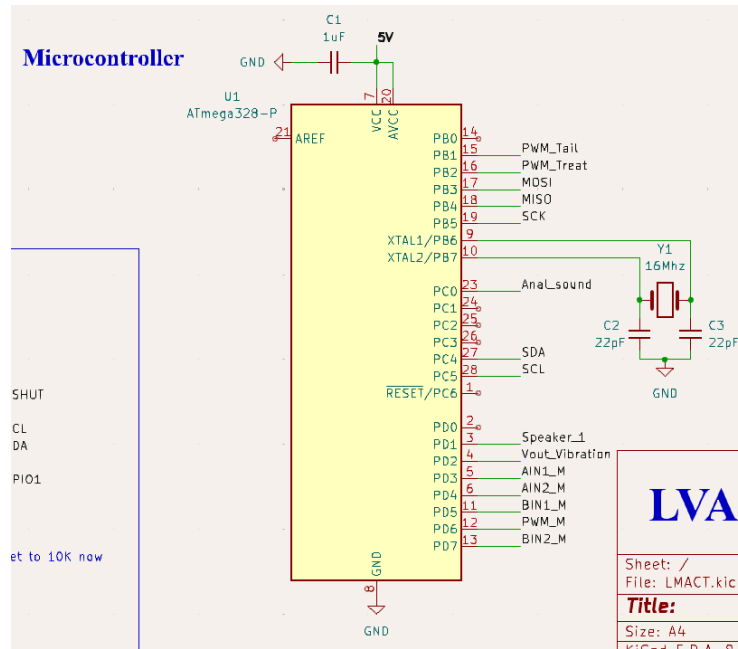 Microcontroller
C1
1uF
5V
GND
U1
ATmega328-P
7
20
VCC
AVCC
21
AREF
PB0
14
PB1
15
PWM_Tail
PB2
16
PWM_Treat
PB3
17
MOSI
PB4
18
MISO
PB5
19
SCK
XTAL1/PB6
9
XTAL2/PB7
10
Y1
16Mhz
PC0
23
Anal_sound
PC1
24
PC2
25
PC3
26
PC4
27
SDA
PC5
28
SCL
RESET/PC6
1
C2
22pF
C3
22pF
GND
SHUT
CL
DA
PIO1
et to 10K now
PD0
2
PD1
3
Speaker_1
PD2
4
Vout_Vibration
PD3
5
AIN1_M
PD4
6
AIN2_M
PD5
11
BIN1_M
PD6
12
PWM_M
PD7
13
BIN2_M
GND
8
GND
LVA
Sheet: /
File: LMACT.kic
Title:
Size: A4